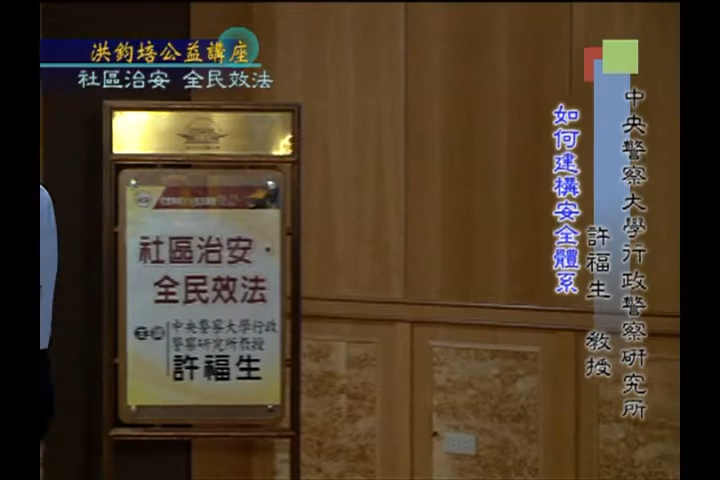 洪鈞培公益講座
社區治安 全民效法
中央警察大學行政警察研究所
許福生 教授
如何建構安全體系
社區治安·
全民效法
主講
中央警察大學行政
警察研究所教授
許福生